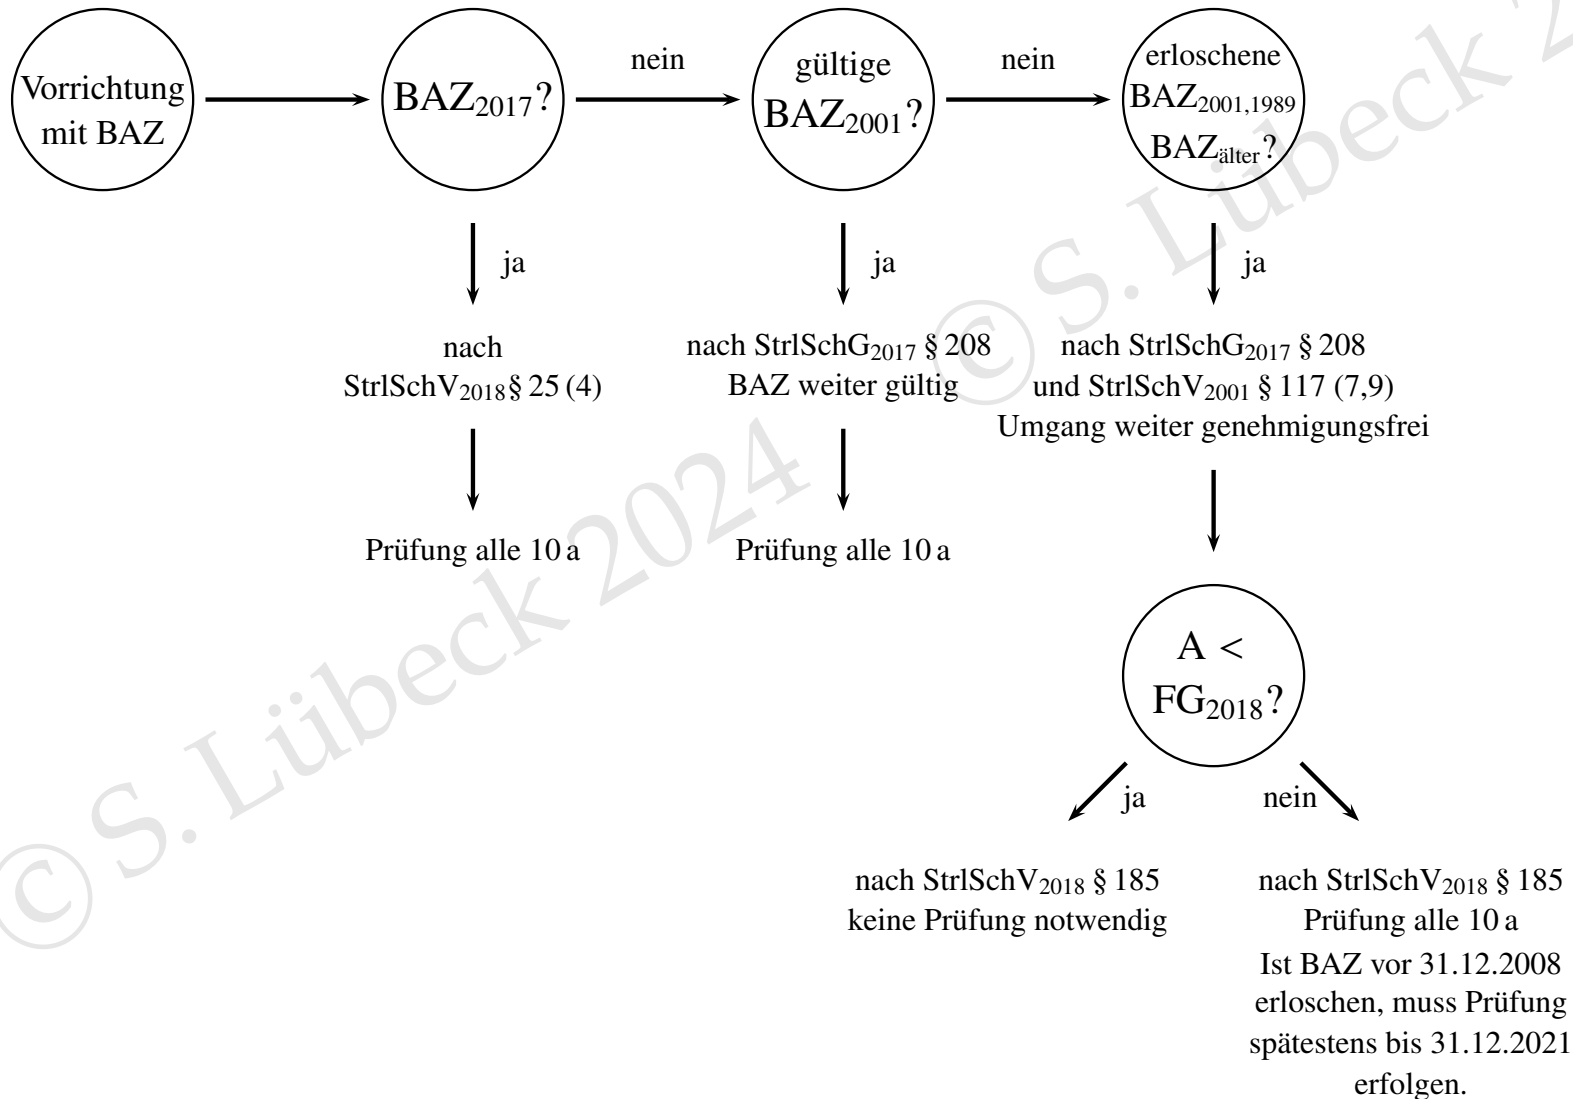 Vorrichtung
mit BAZ
BAZ2017?
nein
gültige
BAZ2001?
nein
erloschene
BAZ2001,1989
BAZälter?
ja
ja
ja
nach
StrlSchV2018§ 25 (4)
nach StrlSchG2017 § 208
BAZ weiter gültig
nach StrlSchG2017 § 208
und StrlSchV2001 § 117 (7,9)
Umgang weiter genehmigungsfrei
Prüfung alle 10 a
Prüfung alle 10 a
A <
FG2018?
ja
nein
nach StrlSchV2018 § 185
keine Prüfung notwendig
nach StrlSchV2018 § 185
Prüfung alle 10 a
Ist BAZ vor 31.12.2008
erloschen, muss Prüfung
spätestens bis 31.12.2021
erfolgen.
© S. Lübeck 2024
© S. Lübeck 2